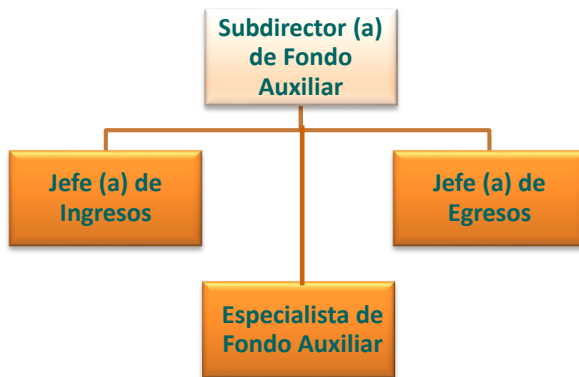 Subdirector (a)
de Fondo
Auxiliar
Jefe (a) de
Ingresos
Jefe (a) de
Egresos
Especialista de
Fondo Auxiliar